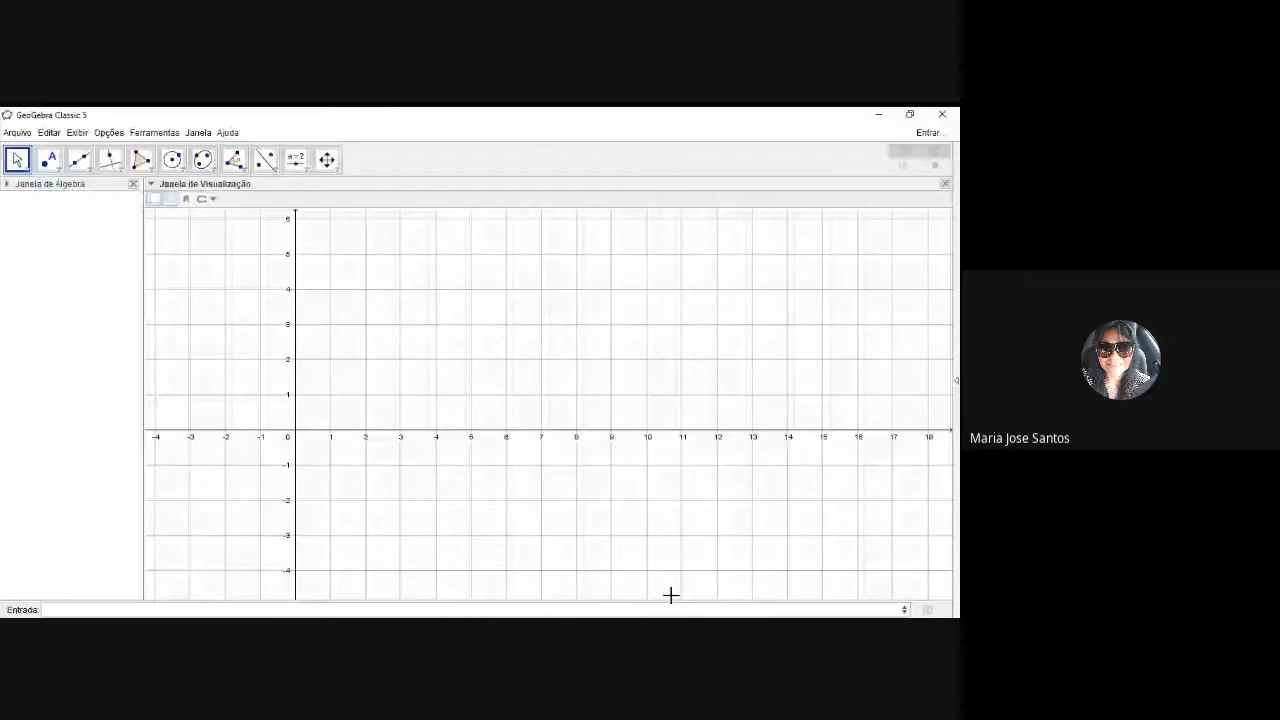 GeoGebra Classic 5
Arquivo Editar Exibir Opções Ferramentas Janela Ajuda Entrar...
A a=2
Janela de Álgebra Janela de Visualização
6
5
4
3
2
1
-4 -3 -2 -1 0 1 2 3 4 5 6 7 8 9 10 11 12 13 14 15 16 17 18
-1
-2
-3
-4
Entrada:
Maria Jose Santos